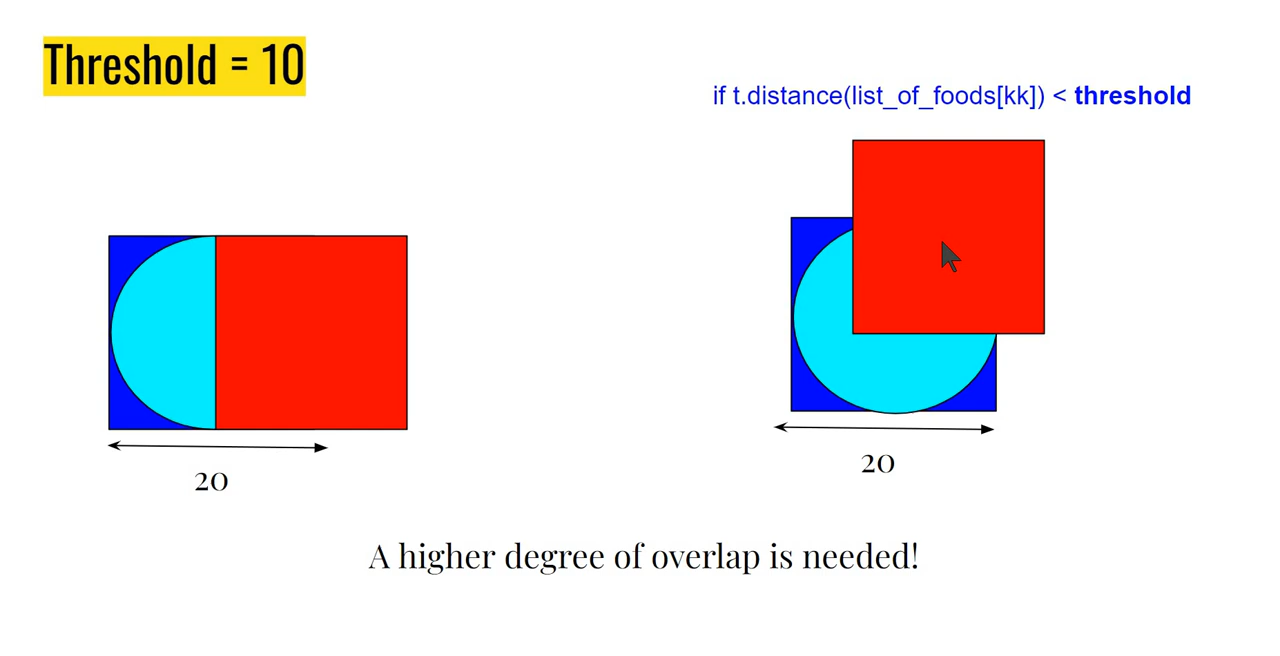 Threshold = 10
if t.distance(list_of_foods[kk]) < threshold
20
20
A higher degree of overlap is needed!